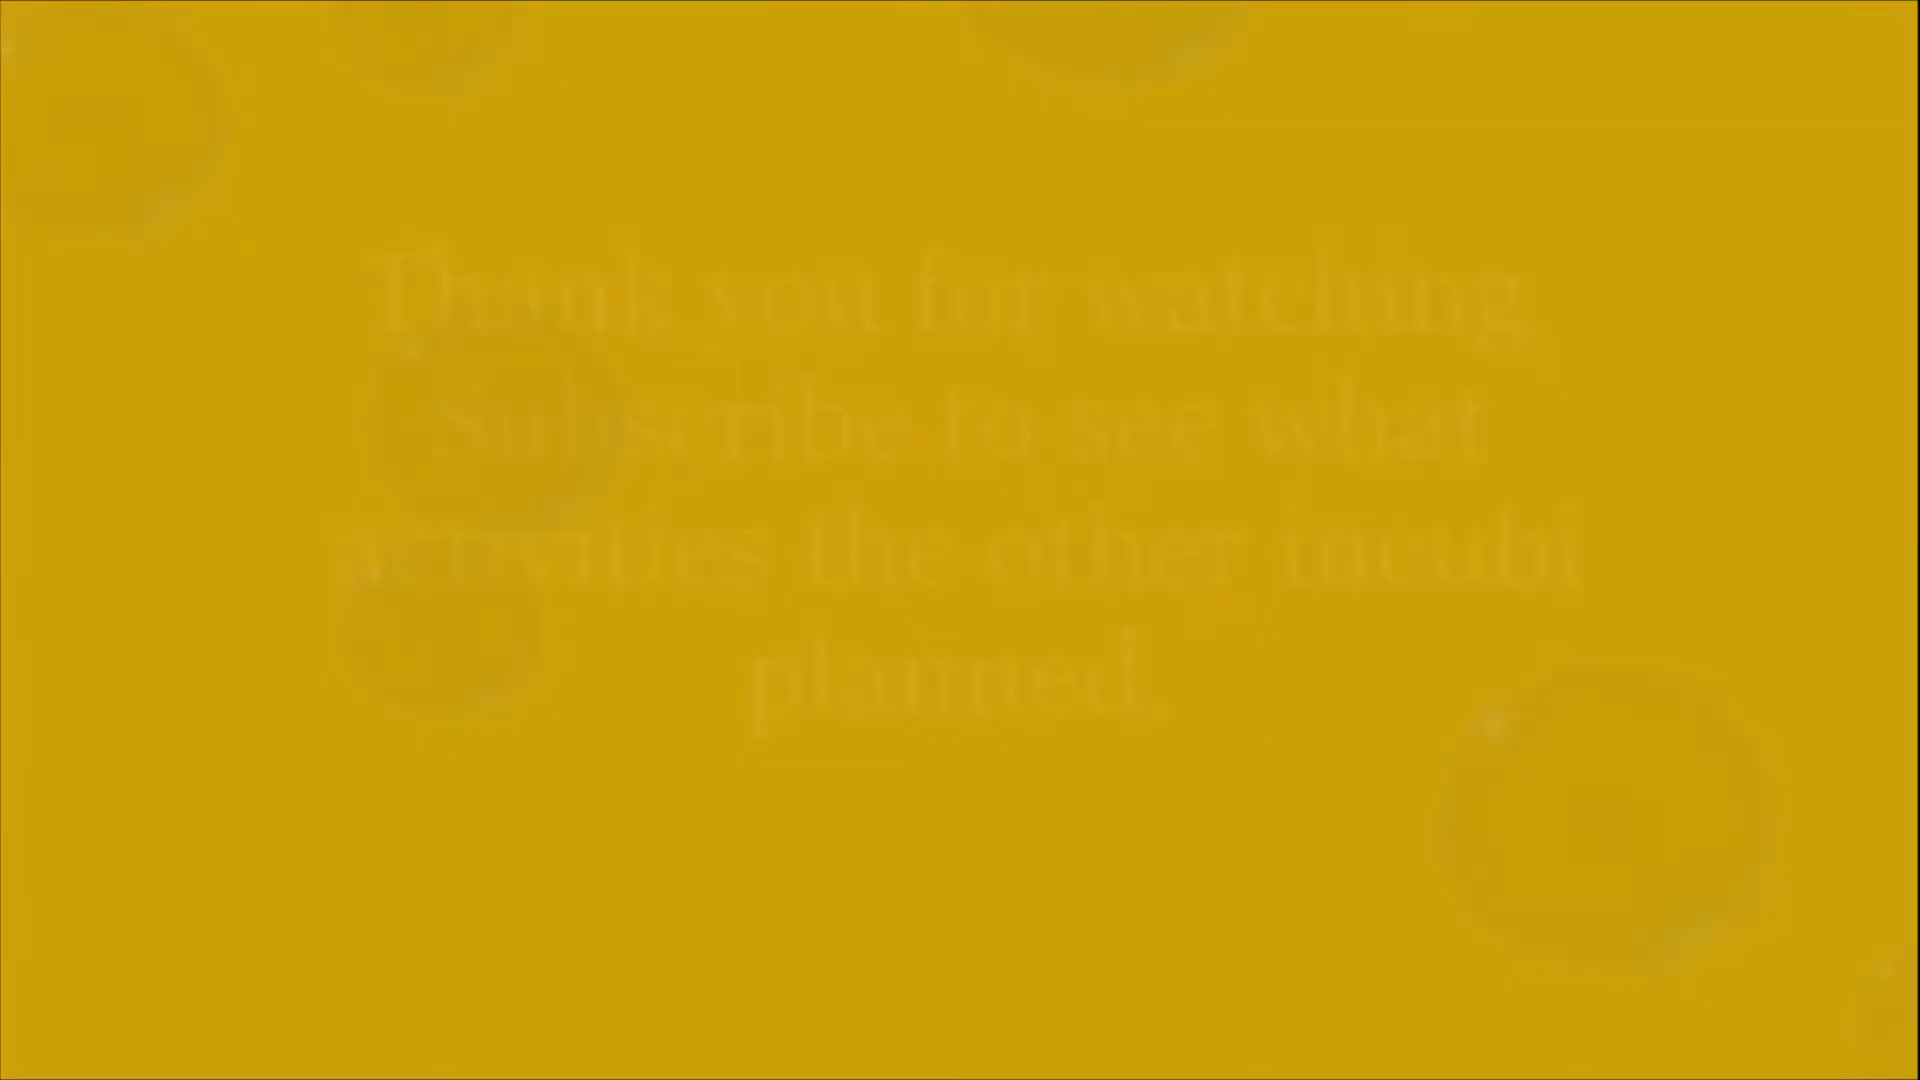 Thank you for watching
Subscribe to see what
activities the other incubi
planned.